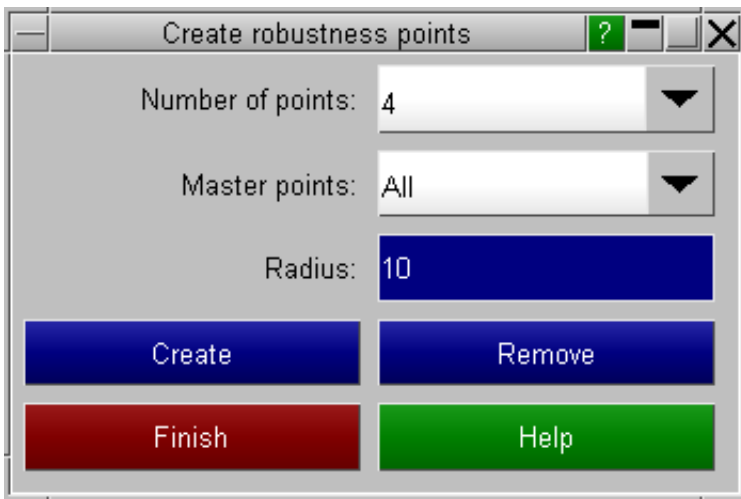 Create robustness points ?
Number of points: 4
Master points: All
Radius: 10
Create Remove
Finish Help